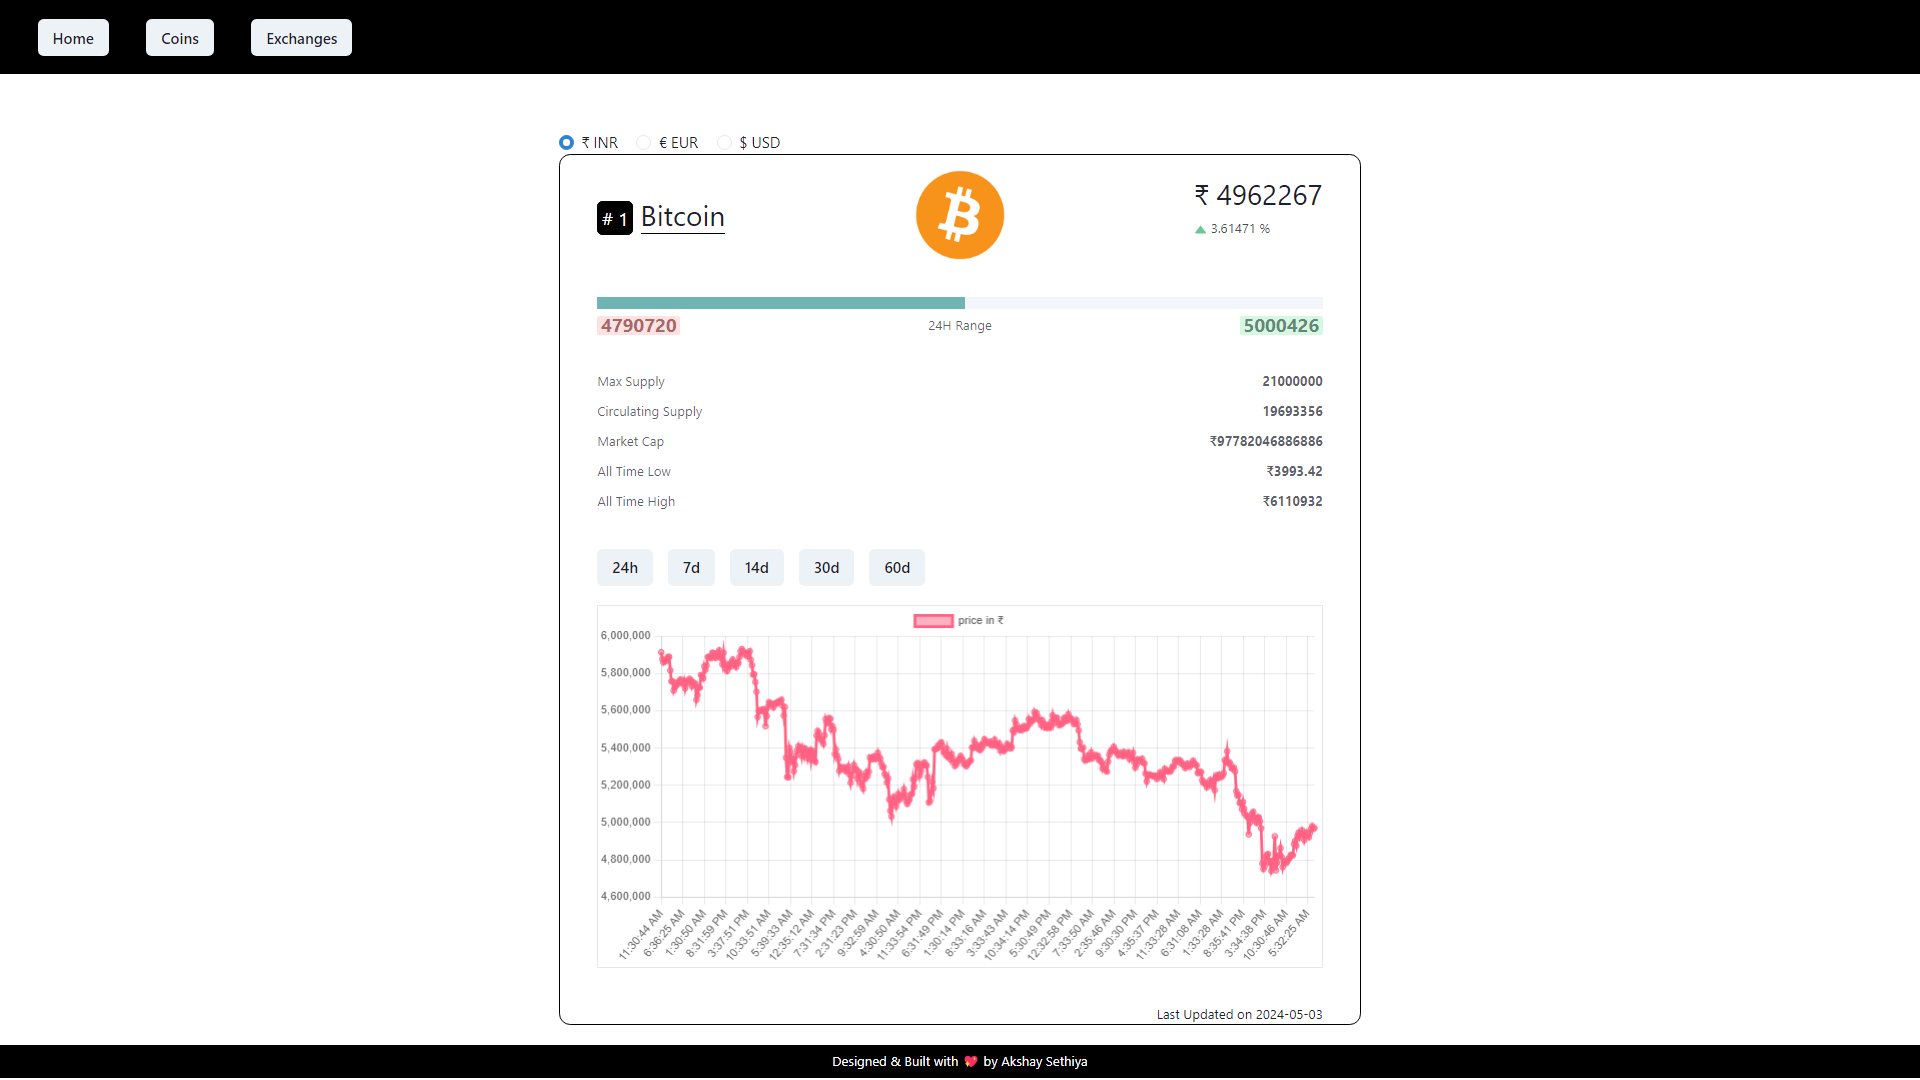 Home Coins Exchanges
₹ INR € EUR $ USD
# 1 Bitcoin
₹ 4962267
3.61471 %
4790720 24H Range 5000426
Max Supply 21000000
Circulating Supply 19693356
Market Cap ₹97782046886886
All Time Low ₹3993.42
All Time High ₹6110932
24h 7d 14d 30d 60d
price in ₹
6,000,000
5,800,000
5,600,000
5,400,000
5,200,000
5,000,000
4,800,000
4,600,000
11:30:44 AM
6:36:25 AM
1:30:50 AM
8:31:59 PM
3:37:51 PM
10:33:51 AM
5:39:33 AM
12:35:12 AM
7:31:34 PM
2:31:23 PM
9:32:59 AM
4:30:50 AM
11:33:54 PM
6:31:49 PM
1:30:14 PM
8:33:16 AM
3:33:43 AM
10:34:14 PM
5:30:49 PM
12:32:58 PM
7:33:50 AM
2:35:46 AM
9:30:30 PM
4:35:37 PM
11:33:28 AM
6:31:08 AM
1:33:28 AM
8:35:41 PM
3:34:38 PM
10:30:46 AM
5:32:25 AM
Last Updated on 2024-05-03
Designed & Built with 💖 by Akshay Sethiya